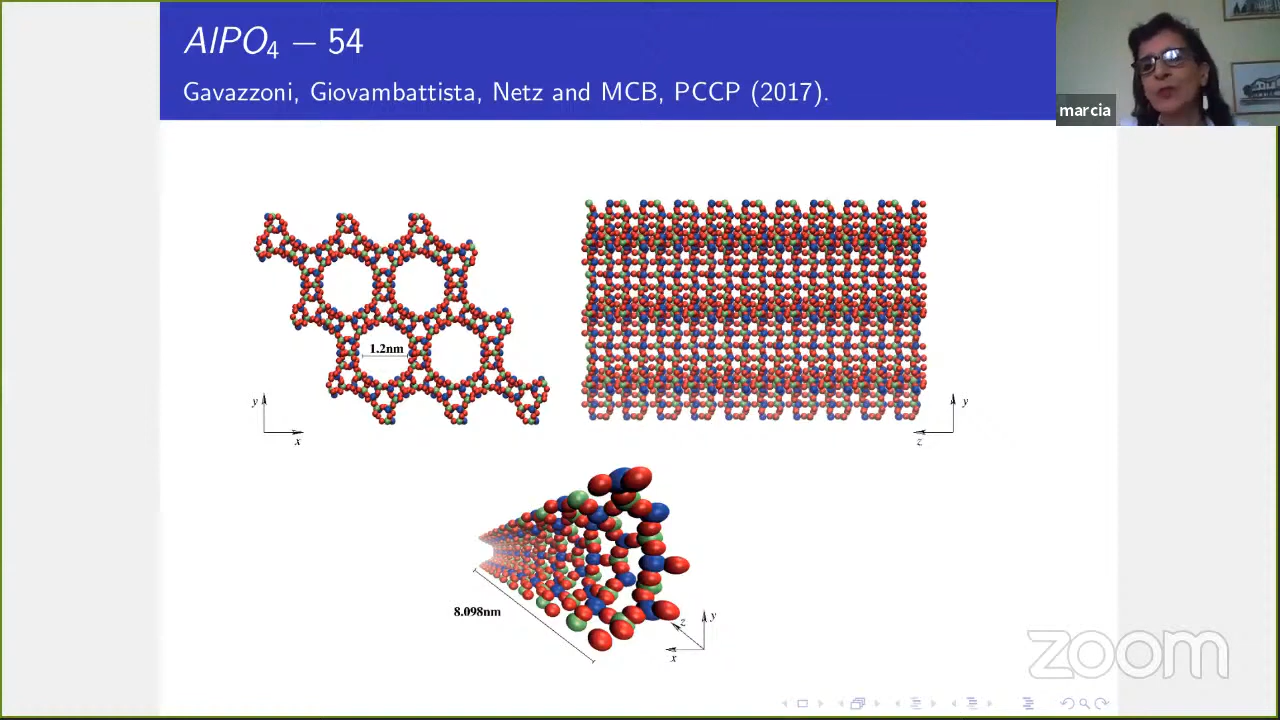 AlPO₄ – 54
Gavazzoni, Giovambattista, Netz and MCB, PCCP (2017).
marcia
1.2nm
y
x
y
z
8.098nm
y
z
x
zoom